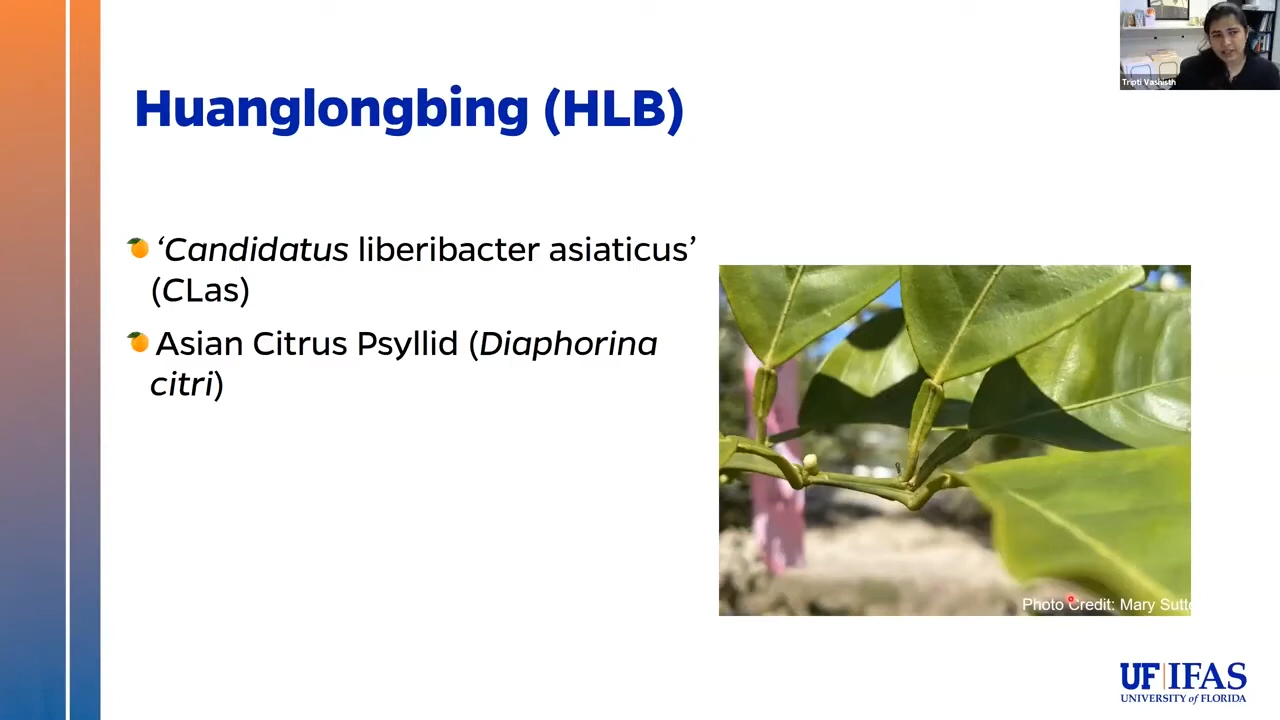 Tripti Vashisth
Huanglongbing (HLB)
‘Candidatus liberibacter asiaticus’
(CLas)
Asian Citrus Psyllid (Diaphorina
citri)
Photo Credit: Mary Sutto
UF|IFAS
UNIVERSITY of FLORIDA